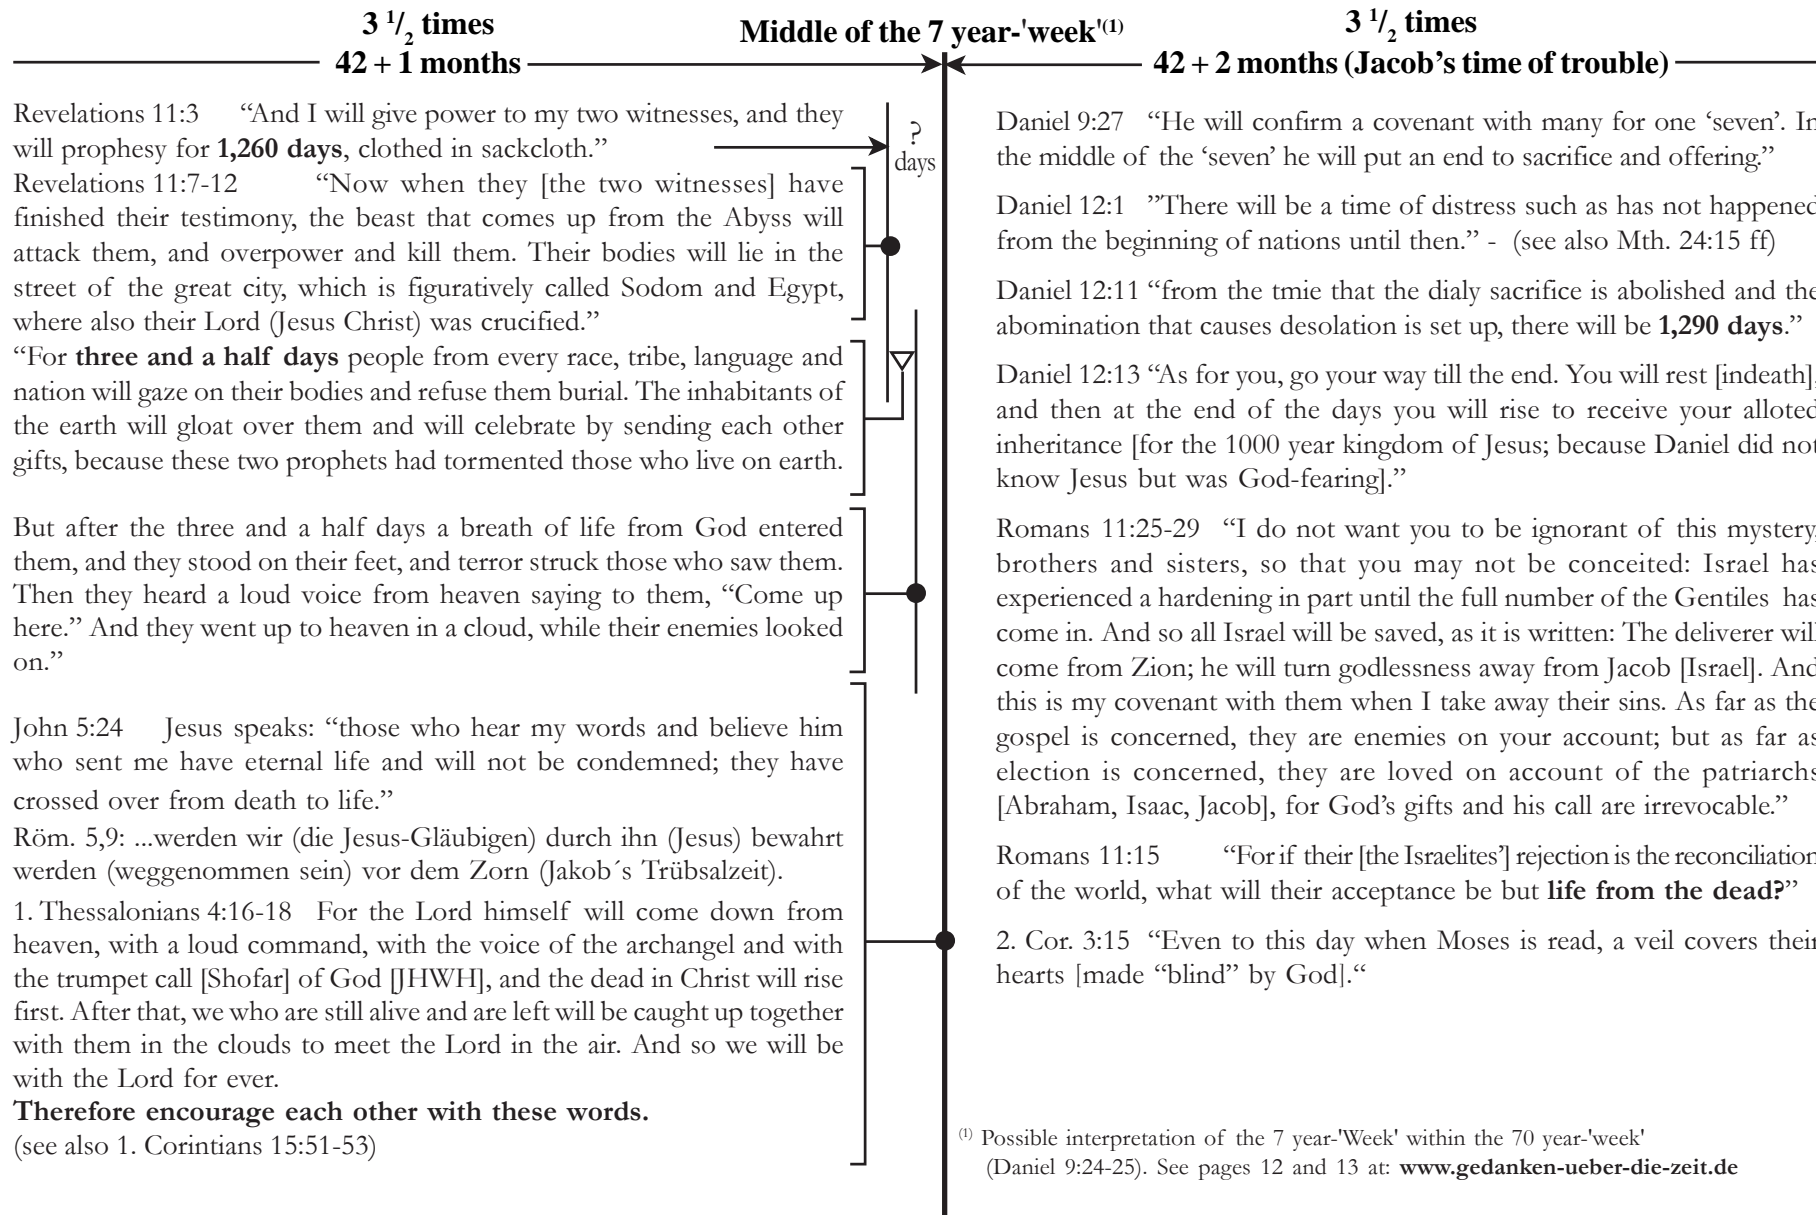 3 1/2 times
42 + 1 months
Middle of the 7 year-'week'(1)
3 1/2 times
42 + 2 months (Jacob’s time of trouble)
Revelations 11:3 “And I will give power to my two witnesses, and they
will prophesy for 1,260 days, clothed in sackcloth.”
Revelations 11:7-12 “Now when they [the two witnesses] have
finished their testimony, the beast that comes up from the Abyss will
attack them, and overpower and kill them. Their bodies will lie in the
street of the great city, which is figuratively called Sodom and Egypt,
where also their Lord (Jesus Christ) was crucified.”
“For three and a half days people from every race, tribe, language and
nation will gaze on their bodies and refuse them burial. The inhabitants of
the earth will gloat over them and will celebrate by sending each other
gifts, because these two prophets had tormented those who live on earth.
But after the three and a half days a breath of life from God entered
them, and they stood on their feet, and terror struck those who saw them.
Then they heard a loud voice from heaven saying to them, “Come up
here.” And they went up to heaven in a cloud, while their enemies looked
on.”
John 5:24 Jesus speaks: “those who hear my words and believe him
who sent me have eternal life and will not be condemned; they have
crossed over from death to life.”
Röm. 5,9: ...werden wir (die Jesus-Gläubigen) durch ihn (Jesus) bewahrt
werden (weggenommen sein) vor dem Zorn (Jakob´s Trübsalzeit).
1. Thessalonians 4:16-18 For the Lord himself will come down from
heaven, with a loud command, with the voice of the archangel and with
the trumpet call [Shofar] of God [JHWH], and the dead in Christ will rise
first. After that, we who are still alive and are left will be caught up together
with them in the clouds to meet the Lord in the air. And so we will be
with the Lord for ever.
Therefore encourage each other with these words.
(see also 1. Corintians 15:51-53)
?
days
Daniel 9:27 “He will confirm a covenant with many for one ‘seven’. In
the middle of the ‘seven’ he will put an end to sacrifice and offering.”
Daniel 12:1 ”There will be a time of distress such as has not happened
from the beginning of nations until then.” - (see also Mth. 24:15 ff)
Daniel 12:11 “from the tmie that the dialy sacrifice is abolished and the
abomination that causes desolation is set up, there will be 1,290 days.”
Daniel 12:13 “As for you, go your way till the end. You will rest [indeath],
and then at the end of the days you will rise to receive your alloted
inheritance [for the 1000 year kingdom of Jesus; because Daniel did not
know Jesus but was God-fearing].”
Romans 11:25-29 “I do not want you to be ignorant of this mystery,
brothers and sisters, so that you may not be conceited: Israel has
experienced a hardening in part until the full number of the Gentiles has
come in. And so all Israel will be saved, as it is written: The deliverer will
come from Zion; he will turn godlessness away from Jacob [Israel]. And
this is my covenant with them when I take away their sins. As far as the
gospel is concerned, they are enemies on your account; but as far as
election is concerned, they are loved on account of the patriarchs
[Abraham, Isaac, Jacob], for God’s gifts and his call are irrevocable.”
Romans 11:15 “For if their [the Israelites’] rejection is the reconciliation
of the world, what will their acceptance be but life from the dead?”
2. Cor. 3:15 “Even to this day when Moses is read, a veil covers their
hearts [made “blind” by God].“
(1) Possible interpretation of the 7 year-'Week' within the 70 year-'week'
(Daniel 9:24-25). See pages 12 and 13 at: www.gedanken-ueber-die-zeit.de